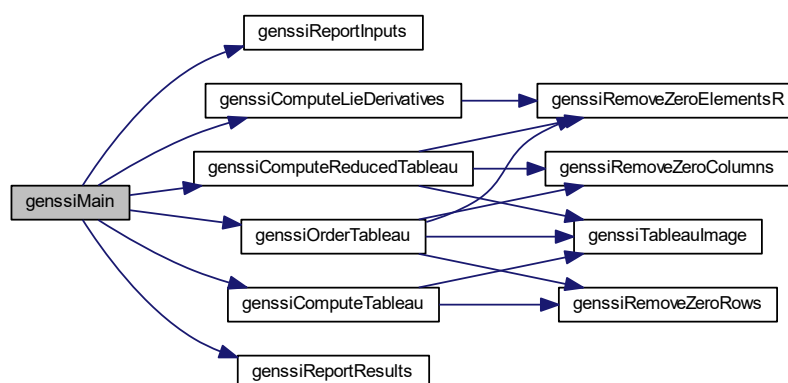 genssiMain
genssiReportInputs
genssiComputeLieDerivatives
genssiComputeReducedTableau
genssiOrderTableau
genssiComputeTableau
genssiReportResults
genssiRemoveZeroElementsR
genssiRemoveZeroColumns
genssiTableauImage
genssiRemoveZeroRows